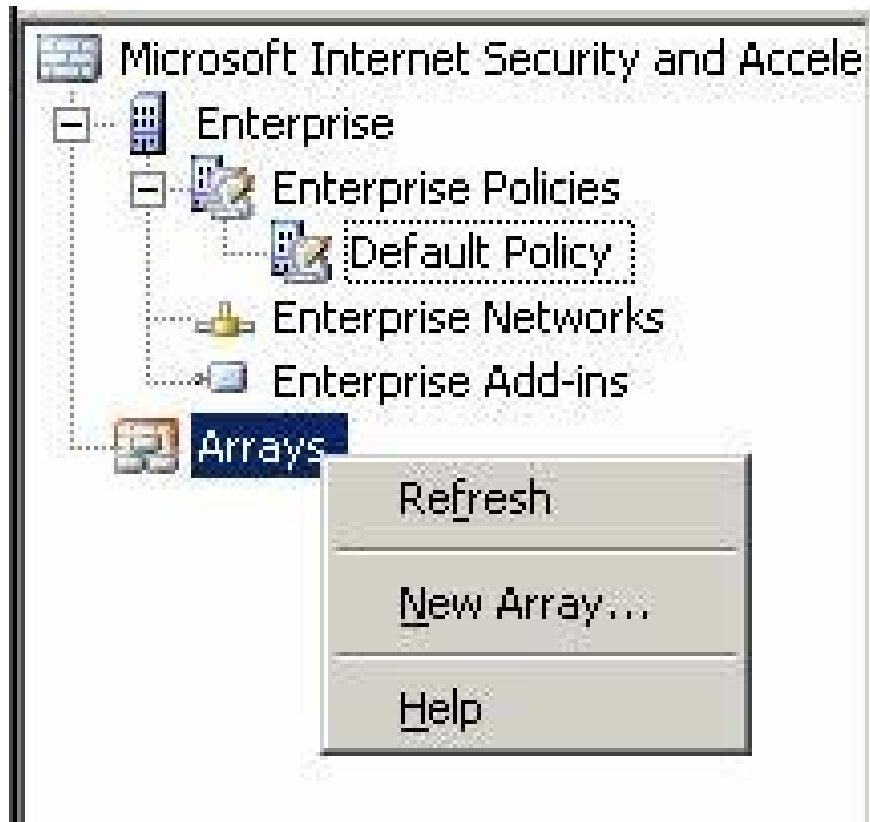 Microsoft Internet Security and Accele
Enterprise
Enterprise Policies
Default Policy
Enterprise Networks
Enterprise Add-ins
Arrays
Refresh
New Array...
Help